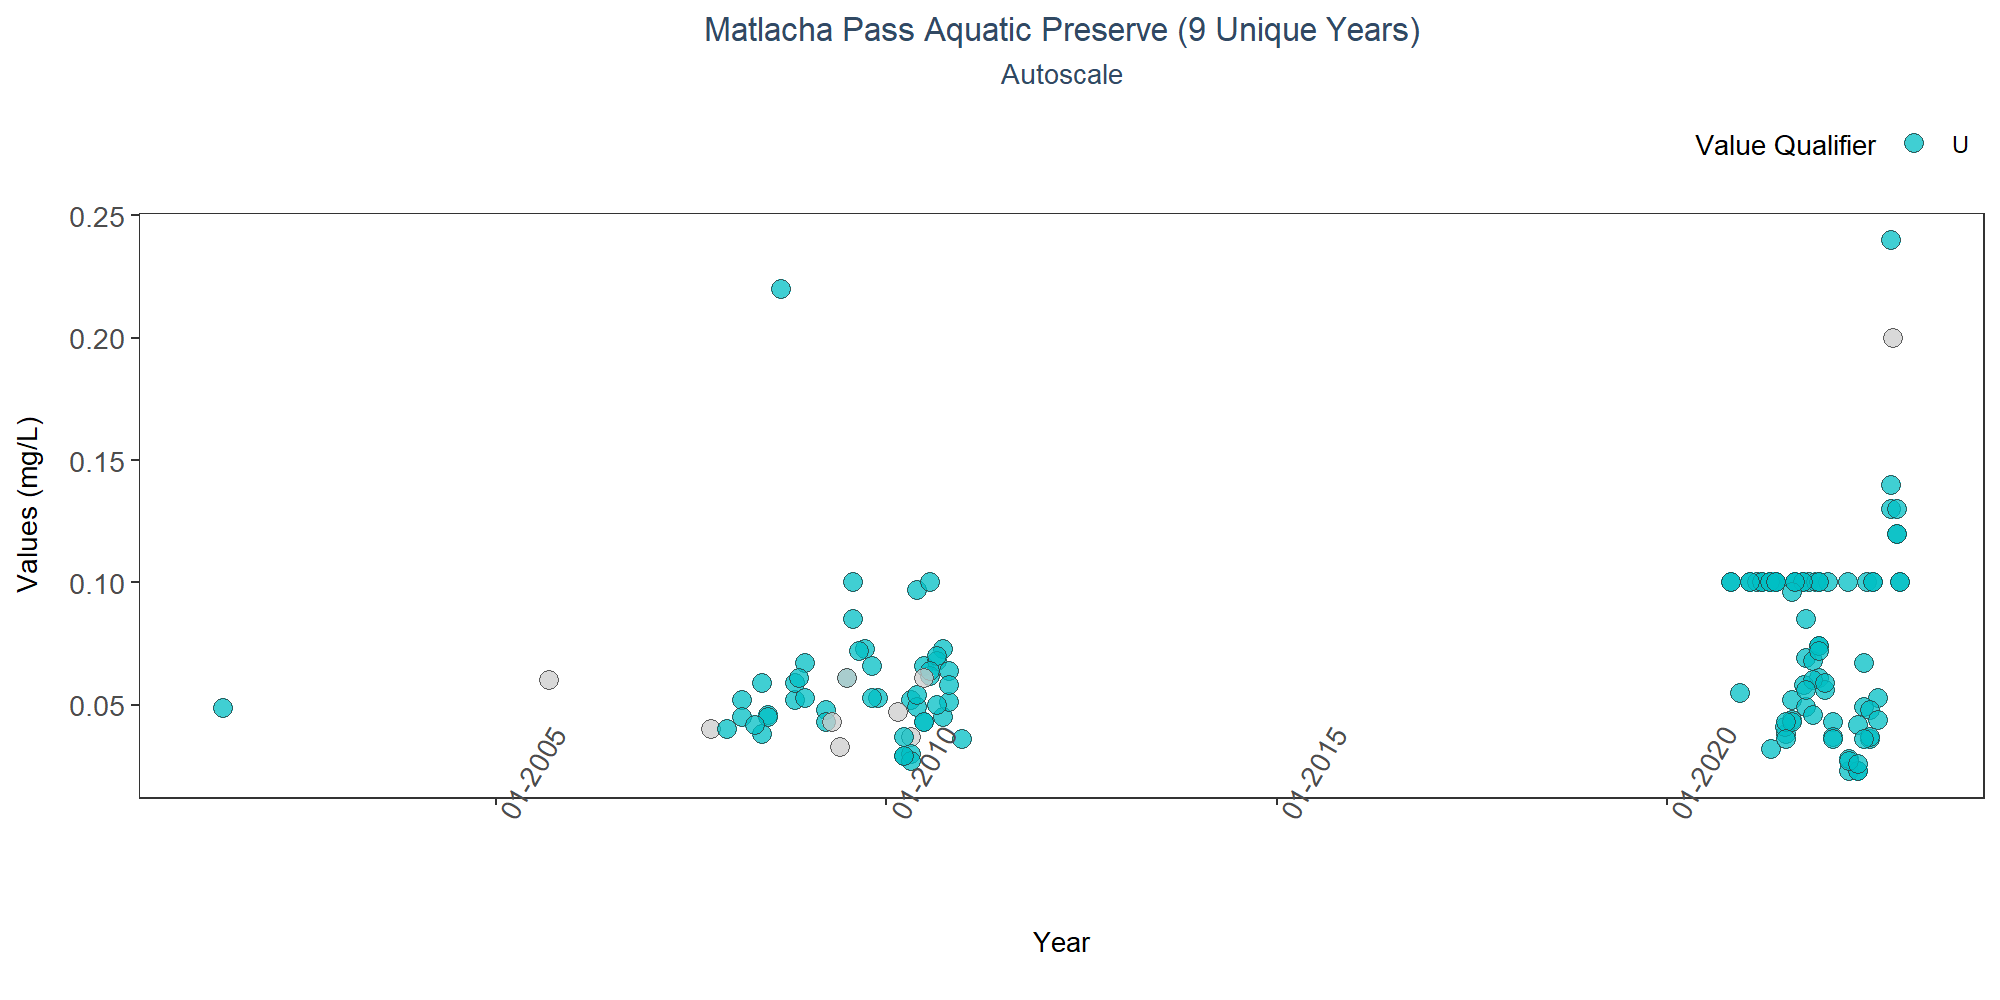 Matlacha Pass Aquatic Preserve (9 Unique Years)
Autoscale
Value Qualifier U
0.25
0.20
0.15
0.10
0.05
Values (mg/L)
01-2005
01-2010
01-2015
01-2020
Year